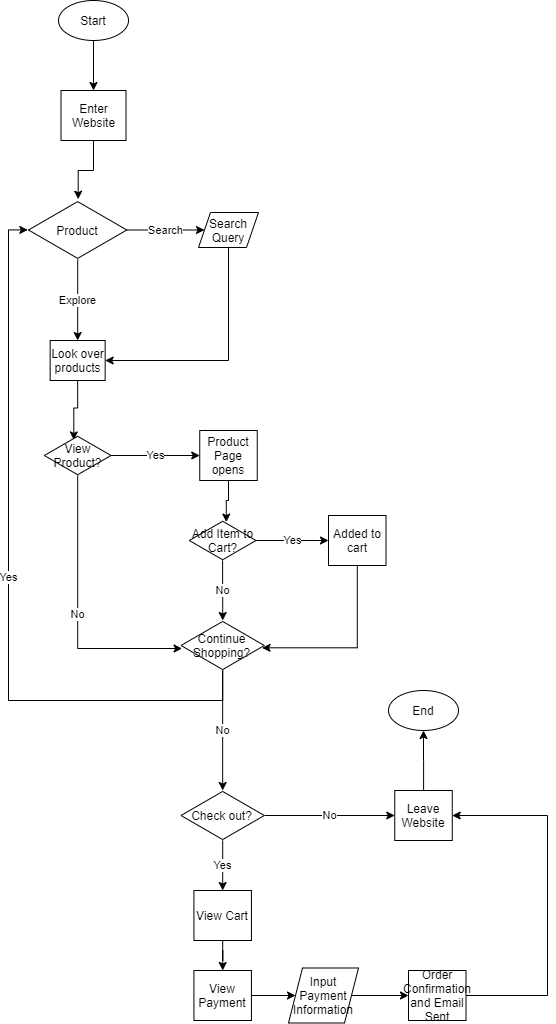 Start
Enter
Website
Product
Search
Search
Query
Explore
Look over
products
View
Product?
Yes
Product
Page
opens
Add Item to
Cart?
Yes
Added to
cart
Yes
No
No
Continue
Shopping?
End
No
Check out?
No
Leave
Website
Yes
View Cart
View
Payment
Input
Payment
Information
Order
Confirmation
and Email
Sent